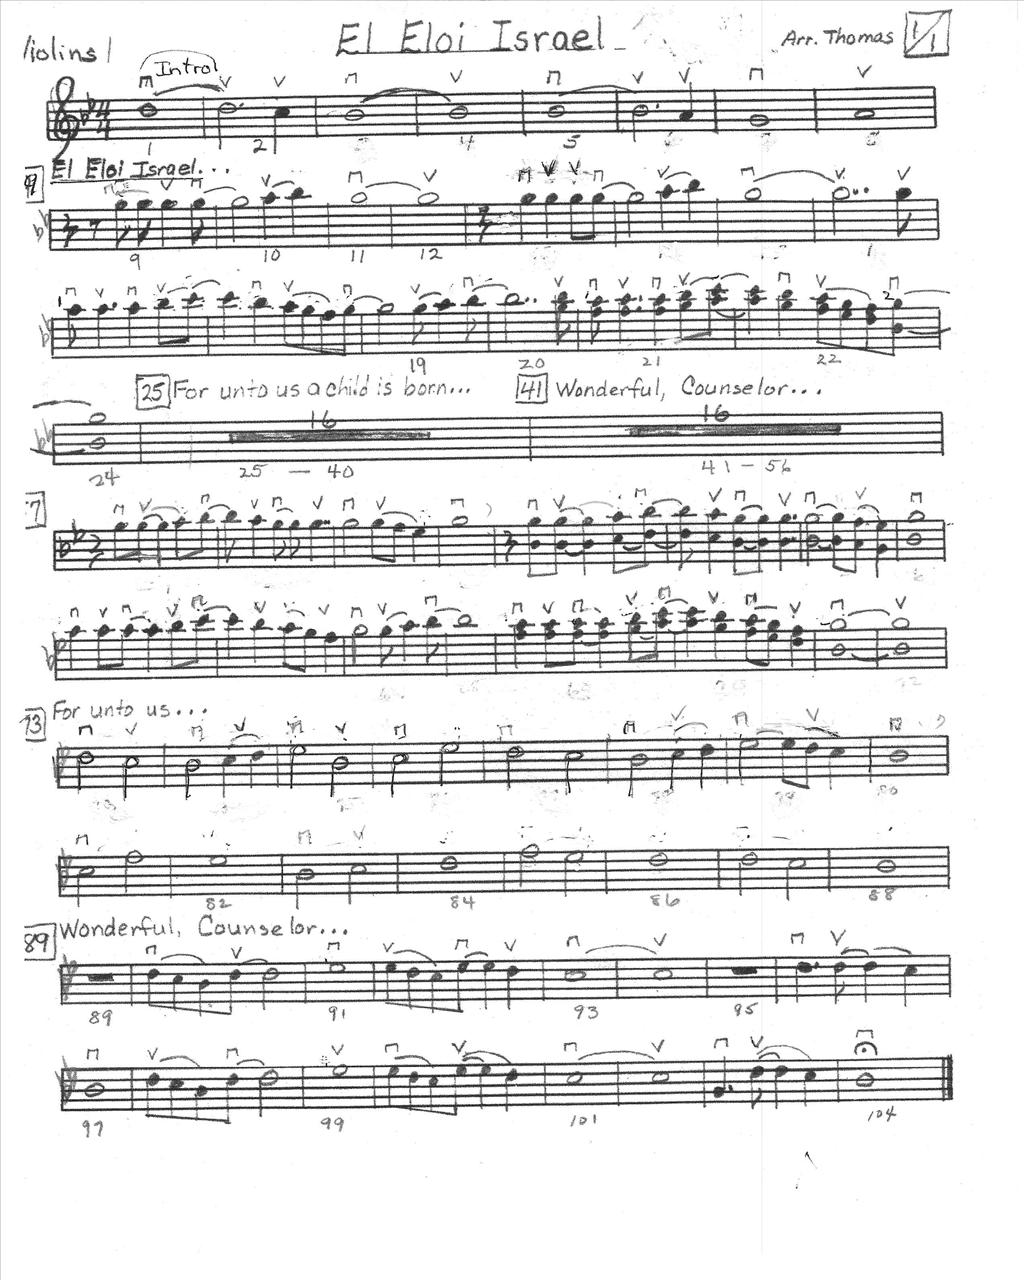 El Eloi Israel
Violins 1
Arr. Thomas
1/1
Intro
4
4
1 2 4 5
El Eloi Israel...
9 10 11 12
19 20 21 22
25 For unto us a child is born... 41 Wonderful, Counselor...
16 16
24 25 — 40 41 - 56
For unto us...
73
82 84 86 88
Wonderful, Counselor...
89
89 91 93 95
97 99 101 104